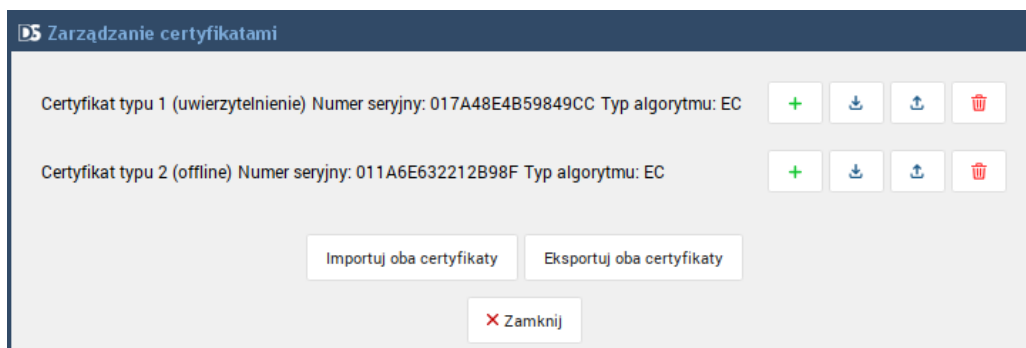 DS Zarządzanie certyfikatami
Certyfikat typu 1 (uwierzytelnienie) Numer seryjny: 017A48E4B59849CC Typ algorytmu: EC
Certyfikat typu 2 (offline) Numer seryjny: 011A6E632212B98F Typ algorytmu: EC
Importuj oba certyfikaty Eksportuj oba certyfikaty
Zamknij